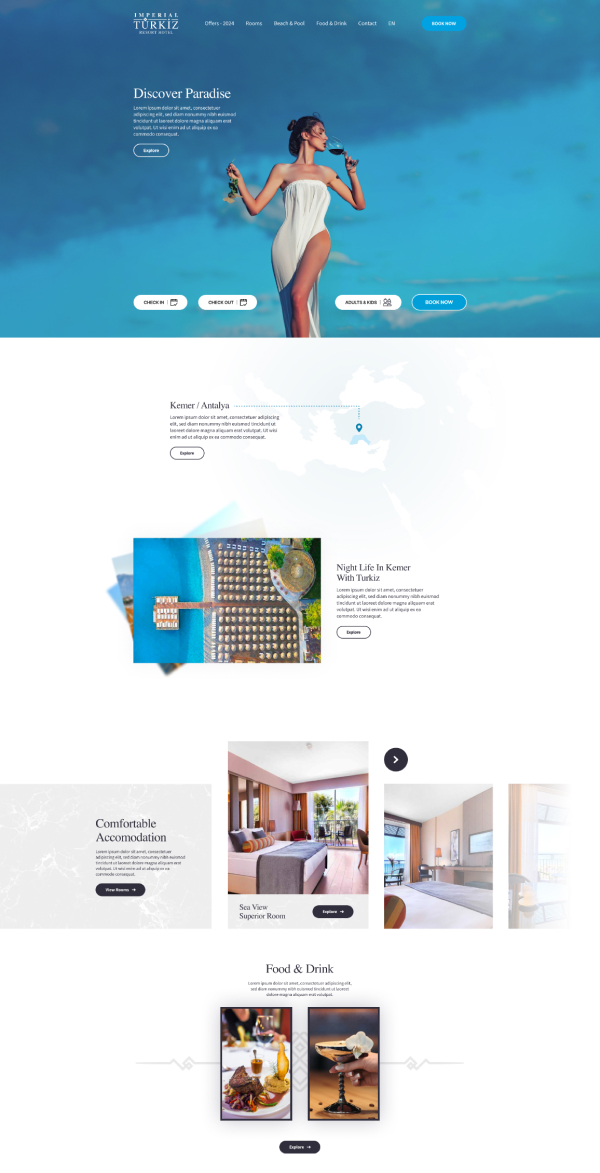 IMPERIAL
TÜRKİZ
RESORT HOTEL
Offers - 2024
Rooms
Beach & Pool
Food & Drink
Contact
EN
BOOK NOW
Discover Paradise
Lorem ipsum dolor sit amet, consectetuer
adipiscing elit, sed diam nonummy nibh euismod
tincidunt ut laoreet dolore magna aliquam erat
volutpat. Ut wisi enim ad ut aliquip ex ea
commodo consequat.
Explore
CHECK IN
CHECK OUT
ADULTS & KIDS
BOOK NOW
Kemer / Antalya
Lorem ipsum dolor sit amet, consectetuer adipiscing
elit, sed diam nonummy nibh euismod tincidunt ut
laoreet dolore magna aliquam erat volutpat. Ut wisi
enim ad ut aliquip ex ea commodo consequat.
Explore
Night Life In Kemer
With Turkiz
Lorem ipsum dolor sit amet, consectetuer
adipiscing elit, sed diam nonummy nibh euismod
tincidunt ut laoreet dolore magna aliquam erat
volutpat. Ut wisi enim ad ut aliquip ex ea
commodo consequat.
Explore
Comfortable
Accomodation
Lorem ipsum dolor sit amet, consectetuer
adipiscing elit, sed diam nonummy nibh euismod
tincidunt ut laoreet dolore magna aliquam erat
volutpat. Ut wisi enim ad ut aliquip ex ea
commodo consequat.
View Rooms
Sea View
Superior Room
Explore
Food & Drink
Lorem ipsum dolor sit amet, consectetuer adipiscing elit,
sed diam nonummy nibh euismod tincidunt ut laoreet
dolore magna aliquam erat volutpat.
Explore